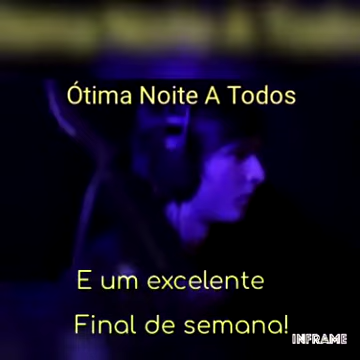 Ótima Noite A Todos
E um excelente
Final de semana!
INFRAME